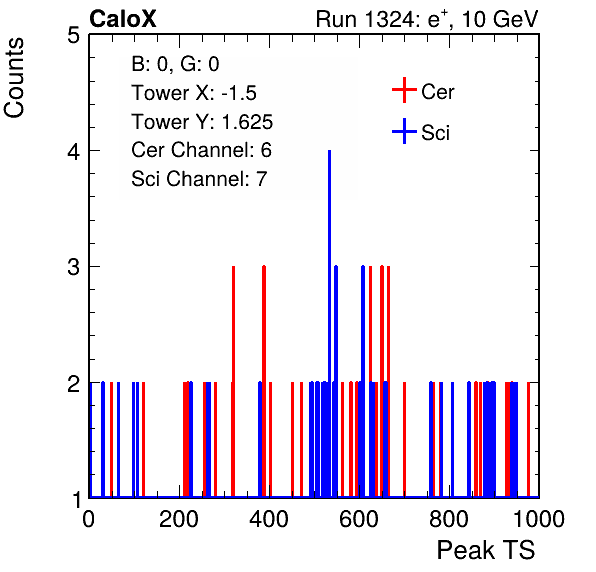 CaloX Run 1324: e⁺, 10 GeV
Counts
5
B: 0, G: 0
Tower X: -1.5
Tower Y: 1.625
Cer Channel: 6
Sci Channel: 7
Cer
Sci
4
3
2
1
0 200 400 600 800 1000
Peak TS